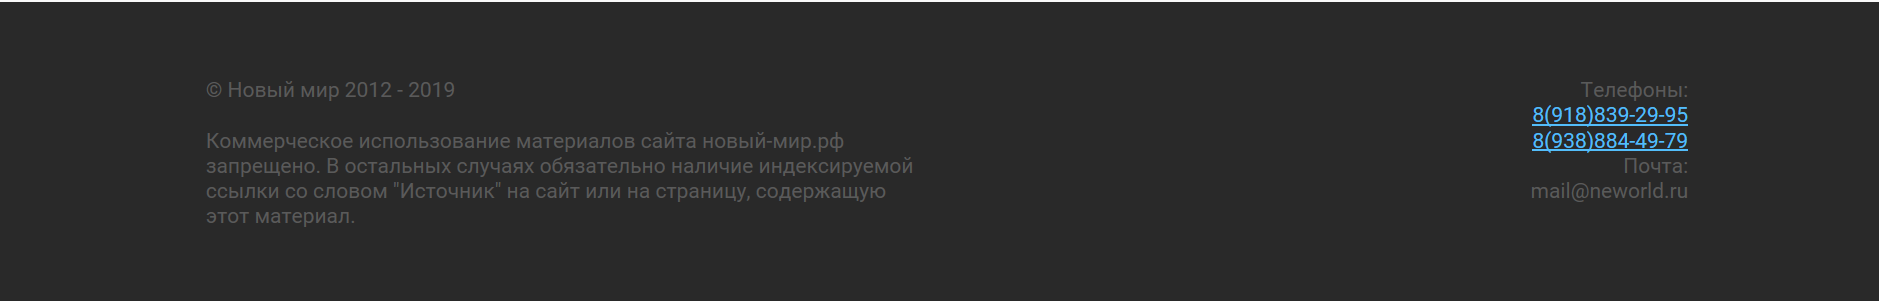 © Новый мир 2012 - 2019
Коммерческое использование материалов сайта новый-мир.рф
запрещено. В остальных случаях обязательно наличие индексируемой
ссылки со словом "Источник" на сайт или на страницу, содержащую
этот материал.
Телефоны:
8(918)839-29-95
8(938)884-49-79
Почта:
mail@neworld.ru